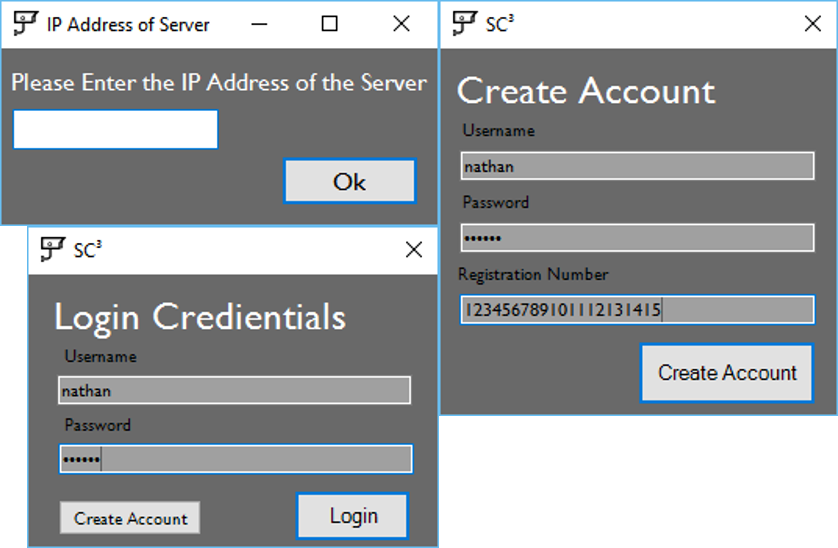 IP Address of Server
Please Enter the IP Address of the Server
Ok
SC³
Create Account
Username
nathan
Password
••••••
Registration Number
123456789101112131415
Create Account
SC³
Login Credientials
Username
nathan
Password
••••••
Create Account
Login